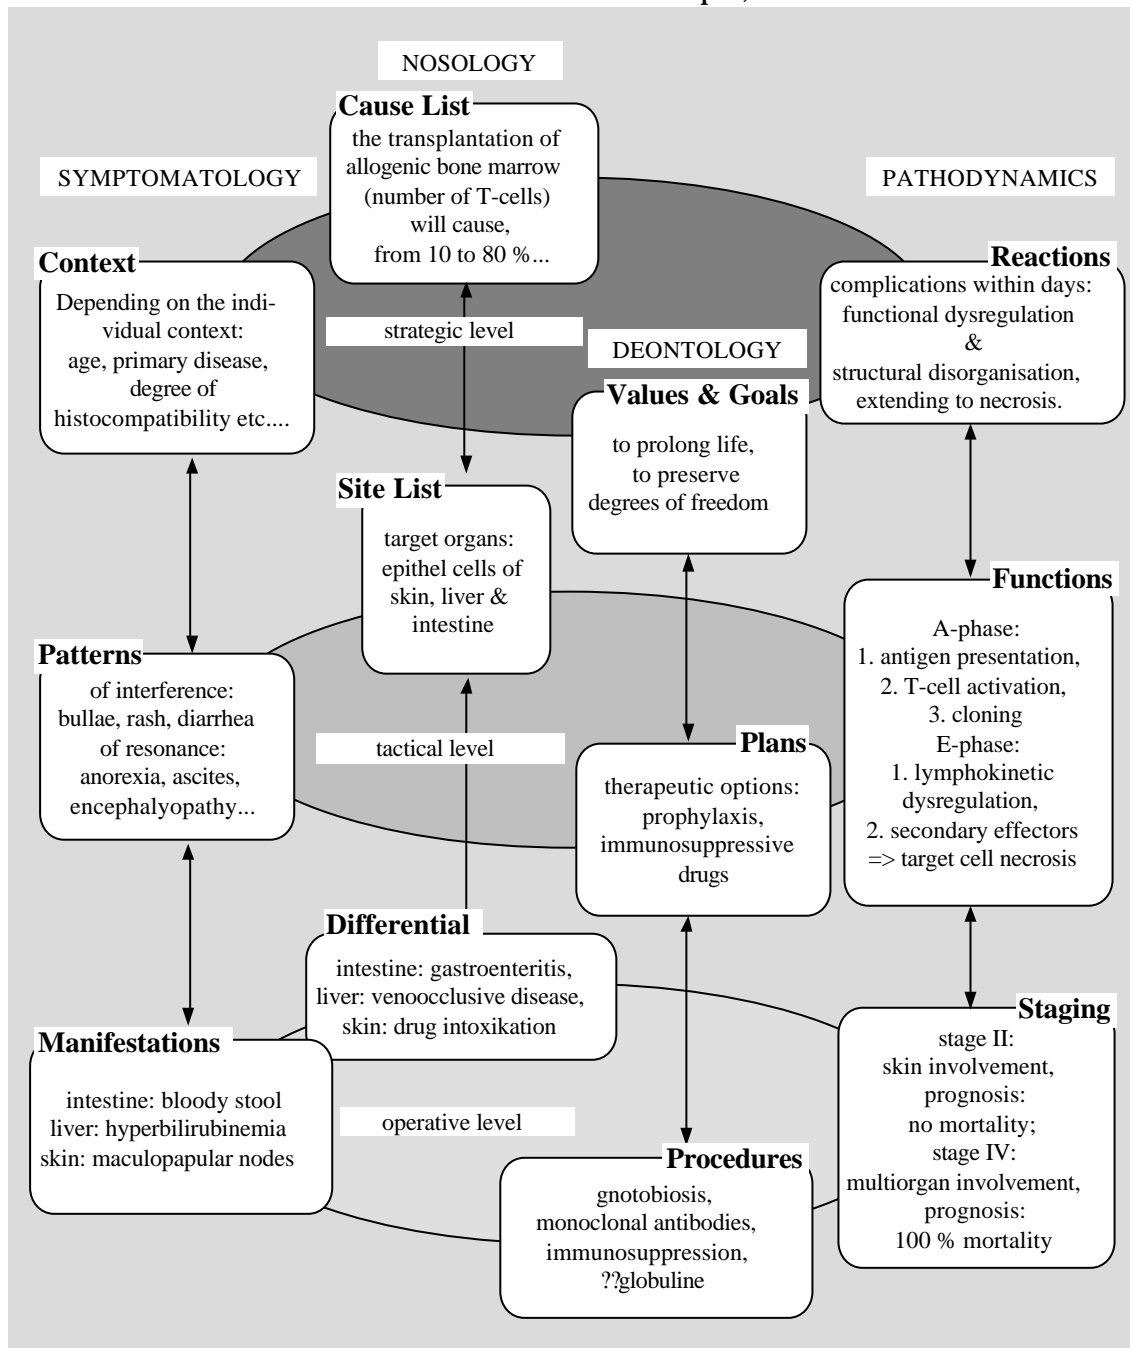 NOSOLOGY
Cause List
the transplantation of
allogenic bone marrow
(number of T-cells)
will cause,
from 10 to 80 %...
SYMPTOMATOLOGY
PATHODYNAMICS
Context
Depending on the indi-
vidual context:
age, primary disease,
degree of
histocompatibility etc....
strategic level
Reactions
complications within days:
functional dysregulation
&
structural disorganisation,
extending to necrosis.
DEONTOLOGY
Values & Goals
to prolong life,
to preserve
degrees of freedom
Site List
target organs:
epithel cells of
skin, liver &
intestine
Functions
A-phase:
1. antigen presentation,
2. T-cell activation,
3. cloning
E-phase:
1. lymphokinetic
dysregulation,
2. secondary effectors
=> target cell necrosis
Patterns
of interference:
bullae, rash, diarrhea
of resonance:
anorexia, ascites,
encephalyopathy...
tactical level
Plans
therapeutic options:
prophylaxis,
immunosuppressive
drugs
Differential
intestine: gastroenteritis,
liver: venoocclusive disease,
skin: drug intoxikation
Manifestations
intestine: bloody stool
liver: hyperbilirubinemia
skin: maculopapular nodes
operative level
Staging
stage II:
skin involvement,
prognosis:
no mortality;
stage IV:
multiorgan involvement,
prognosis:
100 % mortality
Procedures
gnotobiosis,
monoclonal antibodies,
immunosuppression,
??globuline